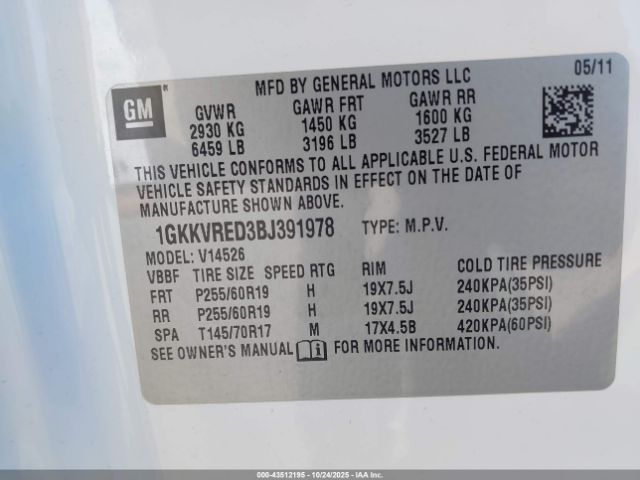 GM
MFD BY GENERAL MOTORS LLC 05/11
GVWR GAWR FRT GAWR RR
2930 KG 1450 KG 1600 KG
6459 LB 3196 LB 3527 LB
THIS VEHICLE CONFORMS TO ALL APPLICABLE U.S. FEDERAL MOTOR
VEHICLE SAFETY STANDARDS IN EFFECT ON THE DATE OF
MANUFACTURE SHOWN ABOVE.
1GKKVRED3BJ391978 TYPE: M.P.V.
MODEL: V14526
VBBF TIRE SIZE SPEED RTG RIM COLD TIRE PRESSURE
FRT P255/60R19 H 19X7.5J 240KPA(35PSI)
RR P255/60R19 H 19X7.5J 240KPA(35PSI)
SPA T145/70R17 M 17X4.5B 420KPA(60PSI)
SEE OWNER'S MANUAL FOR MORE INFORMATION.
000-43512195 - 10/24/2025 - IAA Inc.